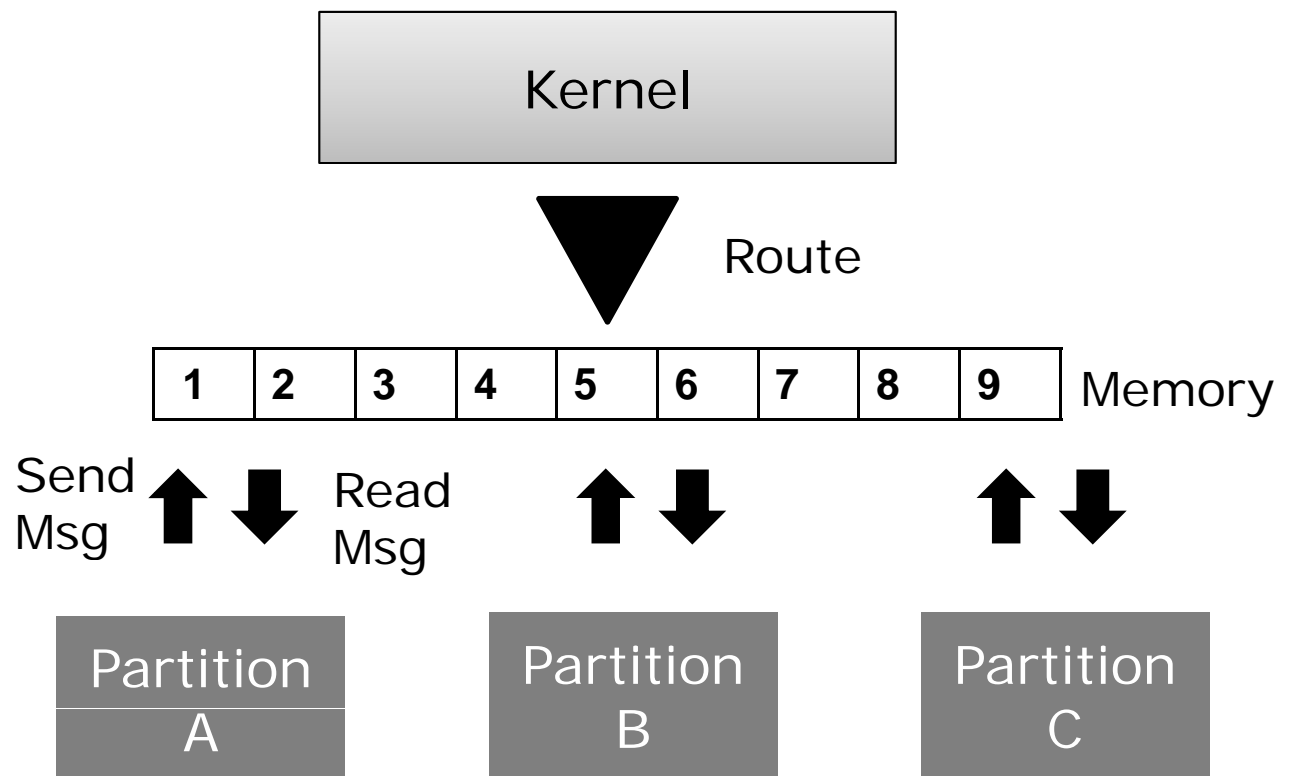 Kernel
Route
1 2 3 4 5 6 7 8 9
Memory
Send
Msg
Read
Msg
Partition
A
Partition
B
Partition
C